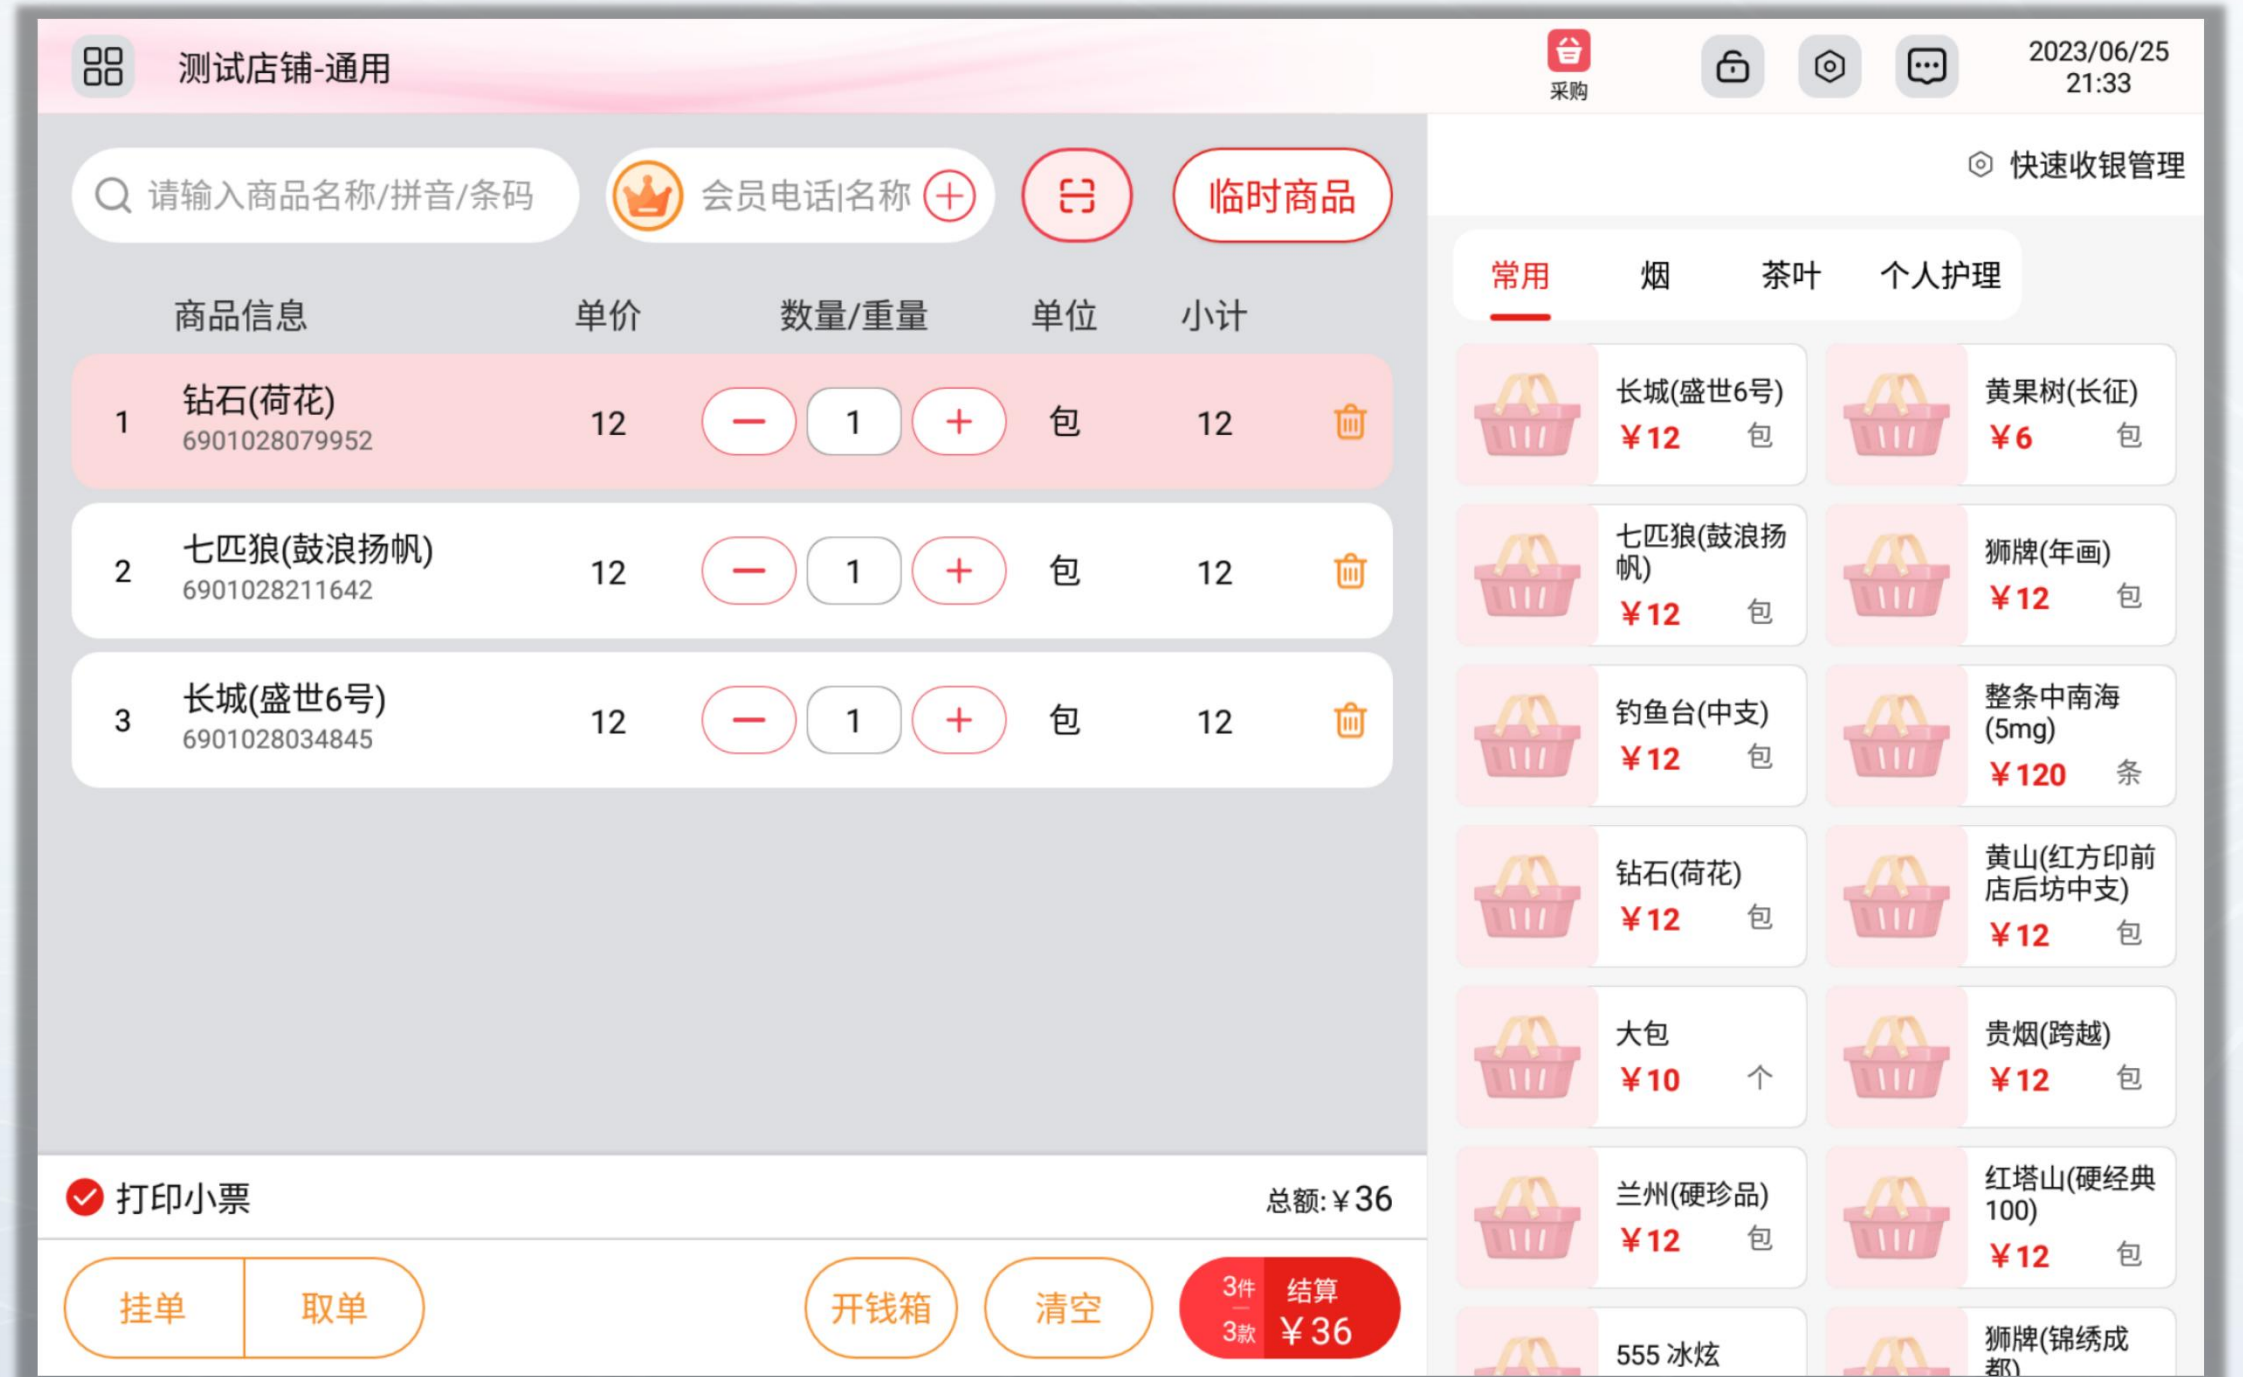 测试店铺-通用
采购
2023/06/25
21:33
请输入商品名称/拼音/条码
会员电话|名称
临时商品
快速收银管理
商品信息 单价 数量/重量 单位 小计
1 钻石(荷花) 12 1 包 12
6901028079952
2 七匹狼(鼓浪扬帆) 12 1 包 12
6901028211642
3 长城(盛世6号) 12 1 包 12
6901028034845
打印小票
总额:¥36
挂单 取单 开钱箱 清空
3件
3款
结算
¥36
常用 烟 茶叶 个人护理
长城(盛世6号)
¥12 包
黄果树(长征)
¥6 包
七匹狼(鼓浪扬
帆)
¥12 包
狮牌(年画)
¥12 包
钓鱼台(中支)
¥12 包
整条中南海
(5mg)
¥120 条
钻石(荷花)
¥12 包
黄山(红方印前
店后坊中支)
¥12 包
大包
¥10 个
贵烟(跨越)
¥12 包
兰州(硬珍品)
¥12 包
红塔山(硬经典
100)
¥12 包
555 冰炫
狮牌(锦绣成
都)